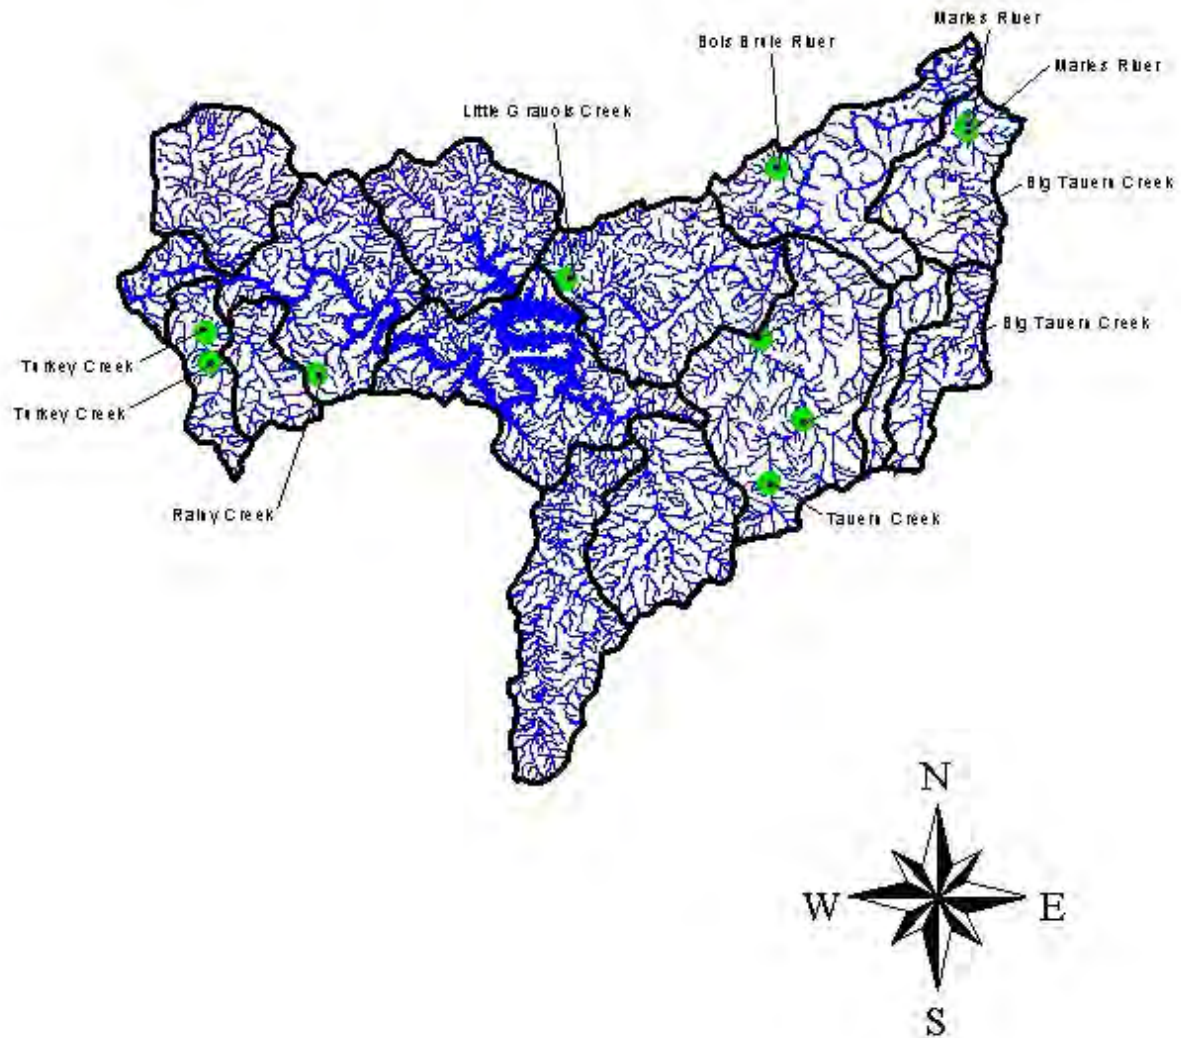 Maries River
Bois Brule River
Maries River
Little Gravois Creek
Big Tavern Creek
Big Tavern Creek
Turkey Creek
Turkey Creek
Rainy Creek
Tavern Creek
N
W E
S